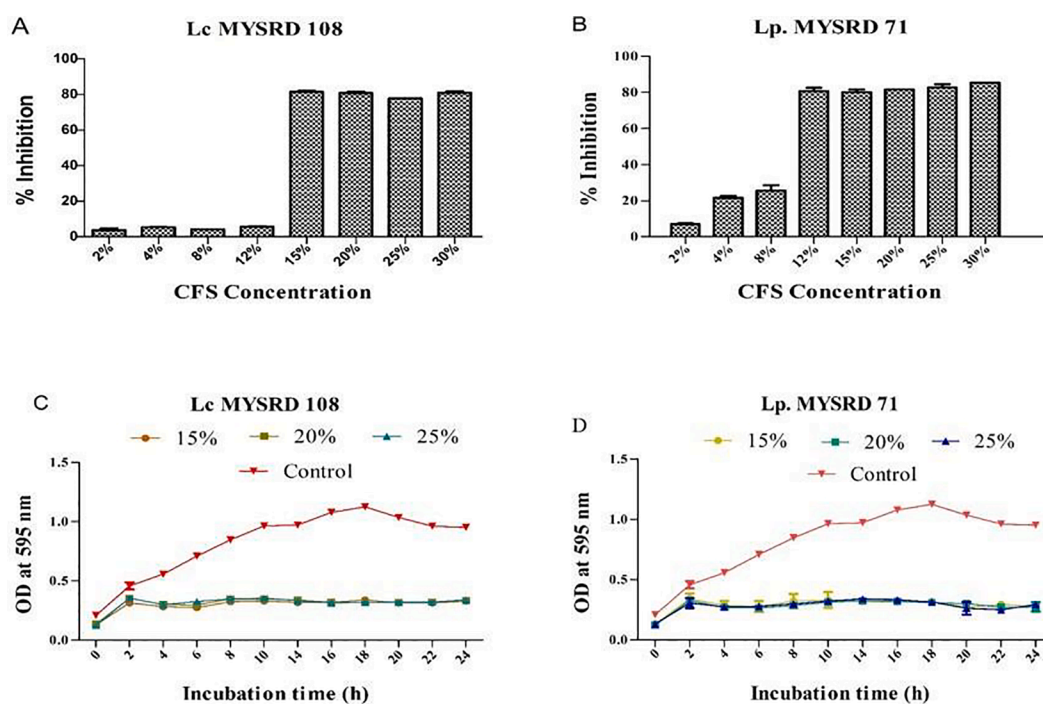 A
Lc MYSRD 108
% Inhibition
100
80
60
40
20
0
2% 4% 8% 12% 15% 20% 25% 30%
CFS Concentration
B
Lp. MYSRD 71
% Inhibition
100
80
60
40
20
0
2% 4% 8% 12% 15% 20% 25% 30%
CFS Concentration
C
Lc MYSRD 108
15% 20% 25%
Control
OD at 595 nm
1.5
1.0
0.5
0.0
0 2 4 6 8 10 14 16 18 20 22 24
Incubation time (h)
D
Lp. MYSRD 71
15% 20% 25%
Control
OD at 595 nm
1.5
1.0
0.5
0.0
0 2 4 6 8 10 14 16 18 20 22 24
Incubation time (h)